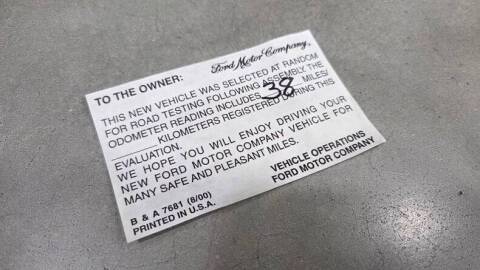 Ford Motor Company,
TO THE OWNER:
THIS NEW VEHICLE WAS SELECTED AT RANDOM
FOR ROAD TESTING FOLLOWING ASSEMBLY. THE
ODOMETER READING INCLUDES 38 MILES/
________ KILOMETERS REGISTERED DURING THIS
EVALUATION.
WE HOPE YOU WILL ENJOY DRIVING YOUR
NEW FORD MOTOR COMPANY VEHICLE FOR
MANY SAFE AND PLEASANT MILES.
VEHICLE OPERATIONS
FORD MOTOR COMPANY
B & A 7681 (6/00)
PRINTED IN U.S.A.